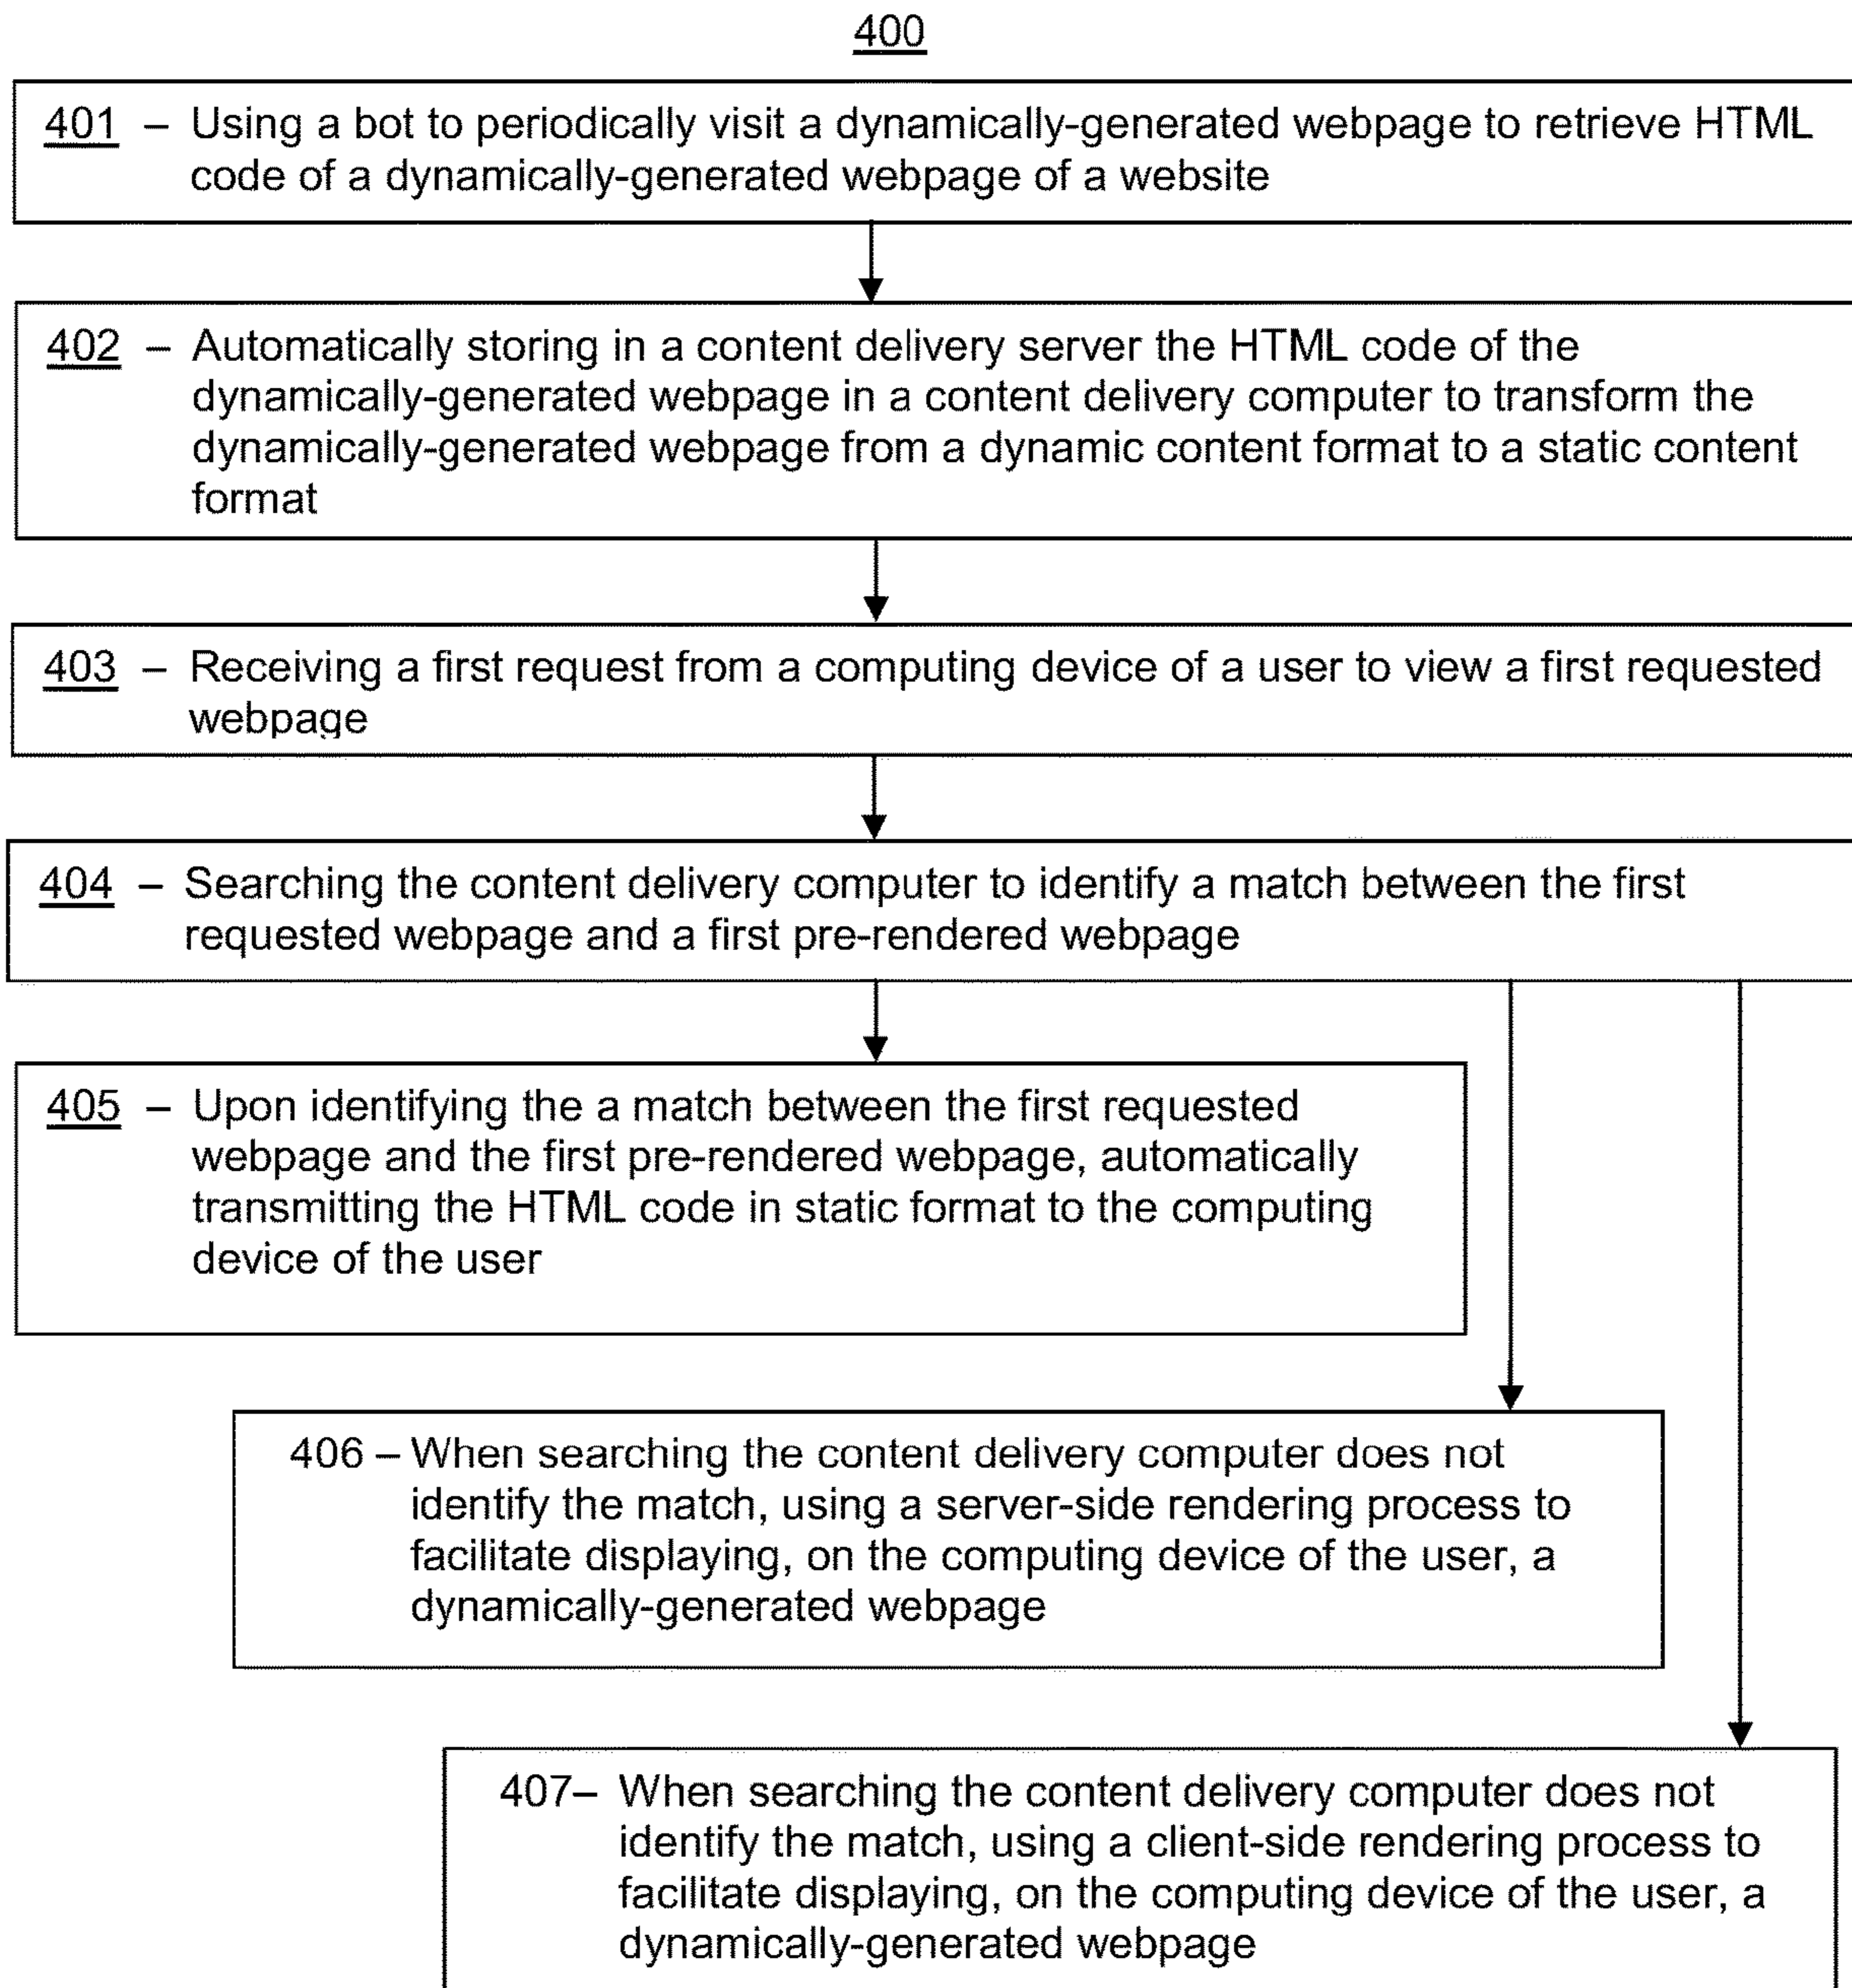 400
401 – Using a bot to periodically visit a dynamically-generated webpage to retrieve HTML
code of a dynamically-generated webpage of a website
402 – Automatically storing in a content delivery server the HTML code of the
dynamically-generated webpage in a content delivery computer to transform the
dynamically-generated webpage from a dynamic content format to a static content
format
403 – Receiving a first request from a computing device of a user to view a first requested
webpage
404 – Searching the content delivery computer to identify a match between the first
requested webpage and a first pre-rendered webpage
405 – Upon identifying the a match between the first requested
webpage and the first pre-rendered webpage, automatically
transmitting the HTML code in static format to the computing
device of the user
406 – When searching the content delivery computer does not
identify the match, using a server-side rendering process to
facilitate displaying, on the computing device of the user, a
dynamically-generated webpage
407– When searching the content delivery computer does not
identify the match, using a client-side rendering process to
facilitate displaying, on the computing device of the user, a
dynamically-generated webpage